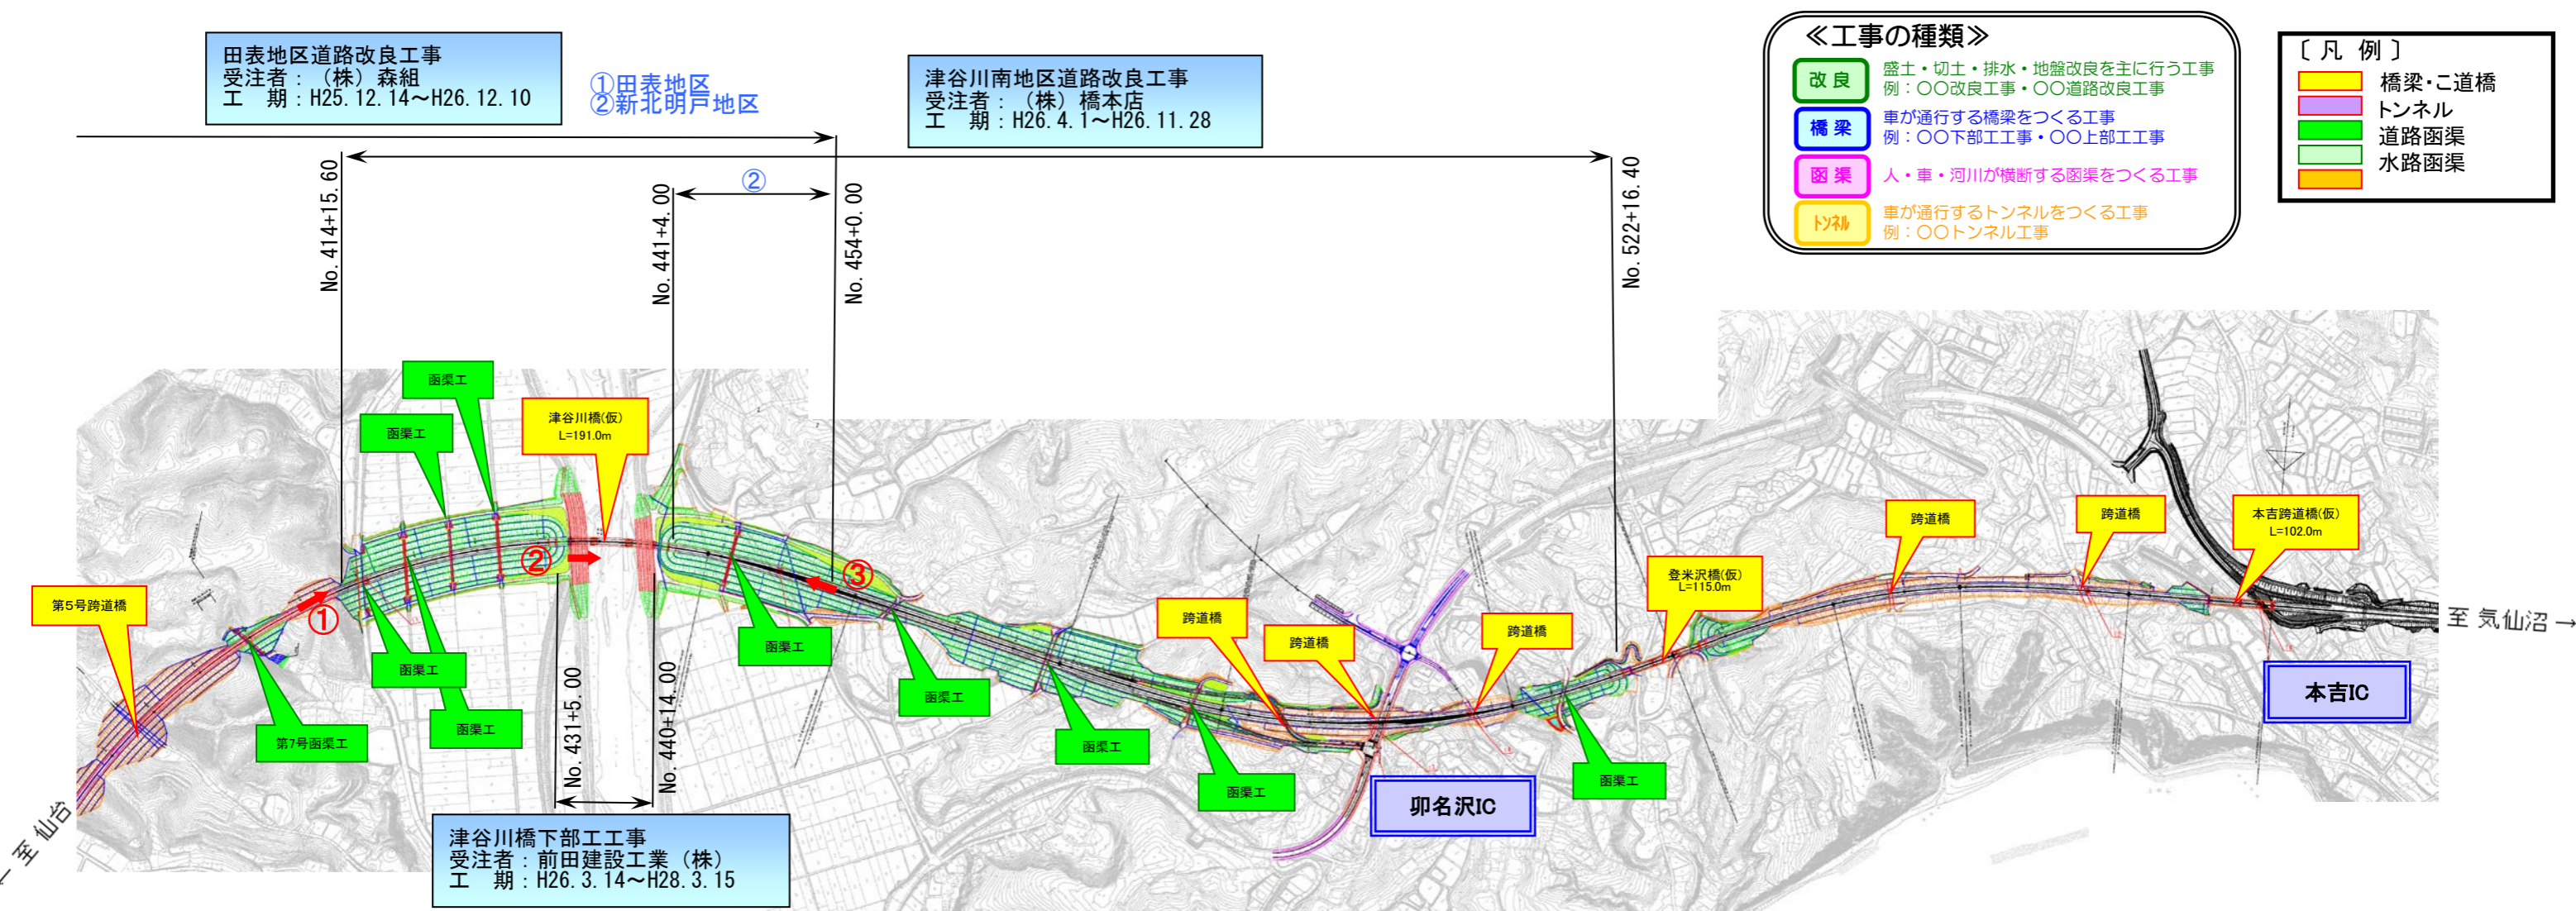 田表地区道路改良工事
受注者：（株）森組
工　期：H25.12.14～H26.12.10
①田表地区
②新北明戸地区
津谷川南地区道路改良工事
受注者：（株）橋本店
工　期：H26.4.1～H26.11.28
≪工事の種類≫
改良
盛土・切土・排水・地盤改良を主に行う工事
例：〇〇改良工事・〇〇道路改良工事
橋梁
車が通行する橋梁をつくる工事
例：〇〇下部工工事・〇〇上部工工事
函渠
人・車・河川が横断する函渠をつくる工事
トンネル
車が通行するトンネルをつくる工事
例：〇〇トンネル工事
〔凡 例〕
橋梁・こ道橋
トンネル
道路函渠
水路函渠
No.414+15.60
No.441+4.00
②
No.454+0.00
No.522+16.40
函渠工
函渠工
津谷川橋(仮)
L=191.0m
第5号跨道橋
①
②
③
第7号函渠工
函渠工
函渠工
No.431+5.00
No.440+14.00
函渠工
函渠工
函渠工
函渠工
跨道橋
跨道橋
跨道橋
函渠工
登米沢橋(仮)
L=115.0m
跨道橋
跨道橋
本吉跨道橋(仮)
L=102.0m
至 気仙沼→
本吉IC
卯名沢IC
←至 仙台
津谷川橋下部工工事
受注者：前田建設工業（株）
工　期：H26.3.14～H28.3.15